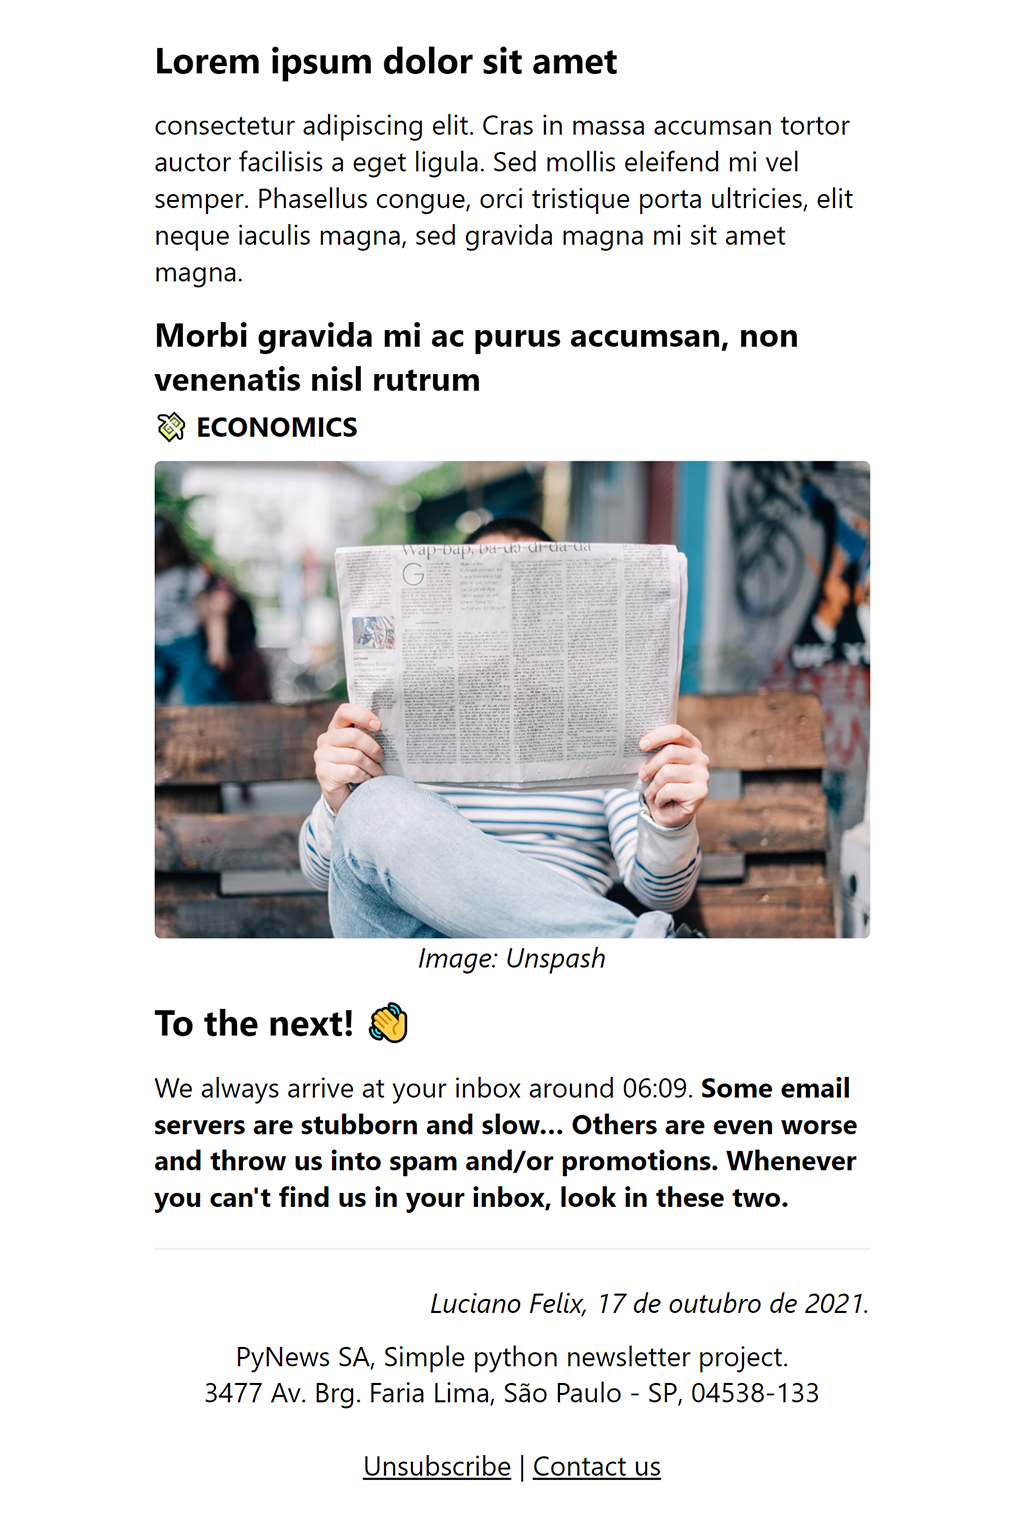 Lorem ipsum dolor sit amet
consectetur adipiscing elit. Cras in massa accumsan tortor
auctor facilisis a eget ligula. Sed mollis eleifend mi vel
semper. Phasellus congue, orci tristique porta ultricies, elit
neque iaculis magna, sed gravida magna mi sit amet
magna.
Morbi gravida mi ac purus accumsan, non
venenatis nisl rutrum
ECONOMICS
Wap-bap, ba-da-di-da-da
G
Image: Unspash
To the next!
We always arrive at your inbox around 06:09. Some email
servers are stubborn and slow... Others are even worse
and throw us into spam and/or promotions. Whenever
you can't find us in your inbox, look in these two.
Luciano Felix, 17 de outubro de 2021.
PyNews SA, Simple python newsletter project.
3477 Av. Brg. Faria Lima, São Paulo - SP, 04538-133
Unsubscribe | Contact us